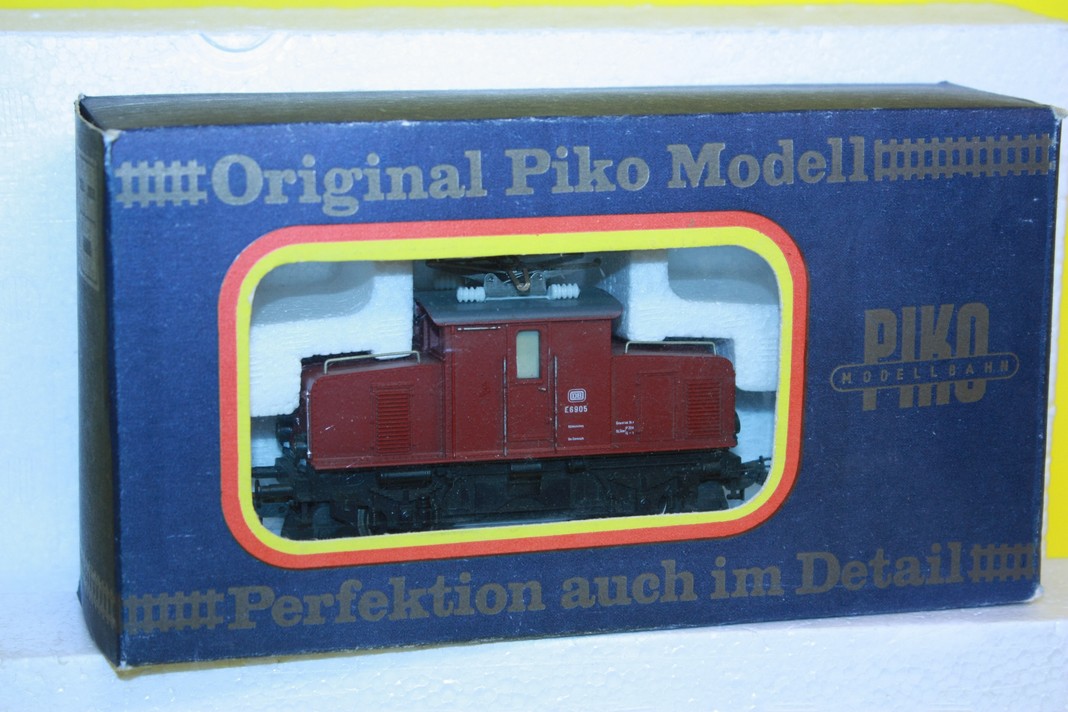 Original Piko Modell
PIKO
MODELLBAHN
DB
E6905
Perfektion auch im Detail